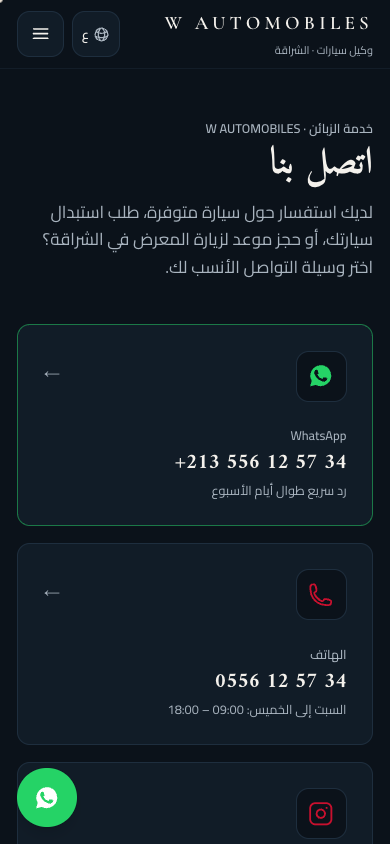 W AUTOMOBILES
وكيل سيارات · الشراقة
ع
خدمة الزبائن · W AUTOMOBILES
اتصل بنا
لديك استفسار حول سيارة متوفرة، طلب استبدال
سيارتك، أو حجز موعد لزيارة المعرض في الشراقة؟
اختر وسيلة التواصل الأنسب لك.
←
WhatsApp
+213 556 12 57 34
رد سريع طوال أيام الأسبوع
←
الهاتف
0556 12 57 34
السبت إلى الخميس: 09:00 – 18:00